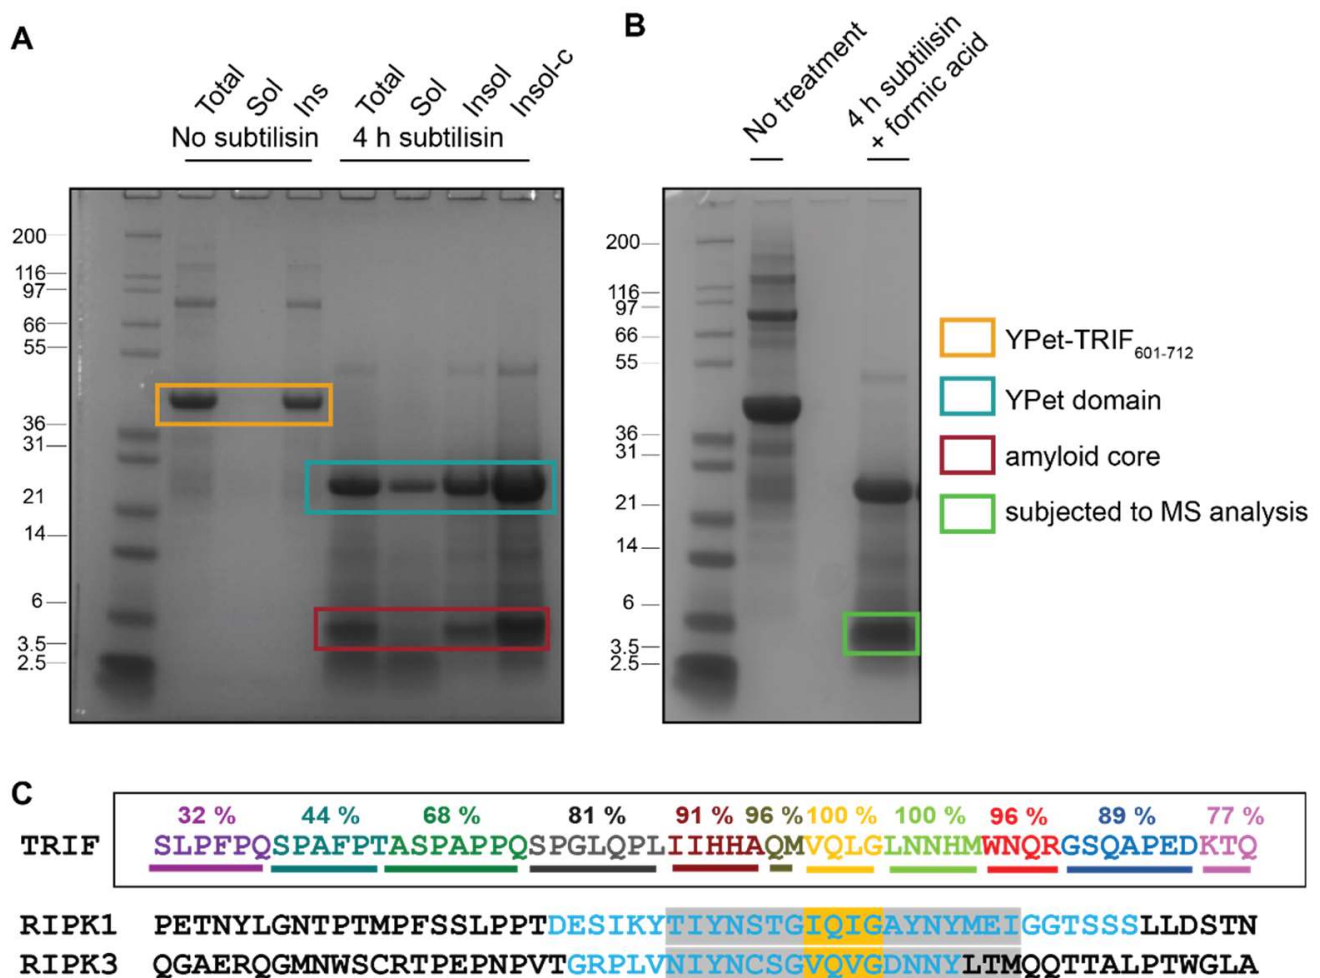 A
Total
Sol
Ins
Total
Sol
Insol
Insol-c
No subtilisin
4 h subtilisin
200
116
97
66
55
36
31
21
14
6
3.5
2.5
B
No treatment
4 h subtilisin
+ formic acid
200
116
97
66
55
36
31
21
14
6
3.5
2.5
YPet-TRIF601-712
YPet domain
amyloid core
subjected to MS analysis
C
32 % 44 % 68 % 81 % 91 % 96 % 100 % 100 % 96 % 89 % 77 %
TRIF SLPFPQSPAFPTASPAPPQSPGLQPLIIHHAQMVQLGLNNHMWNQRGSQAPEDKTQ
RIPK1 PETNYLGNTPTMPFSSLPPTDESIKYTIYNSTGIQIGAYNYMEIGGTSSSLLDSTN
RIPK3 QGAERQGMNWSCRTPEPNPVTGRPLVNIYNCSGVQVGDNNYLTMQQTTALPTWGLA